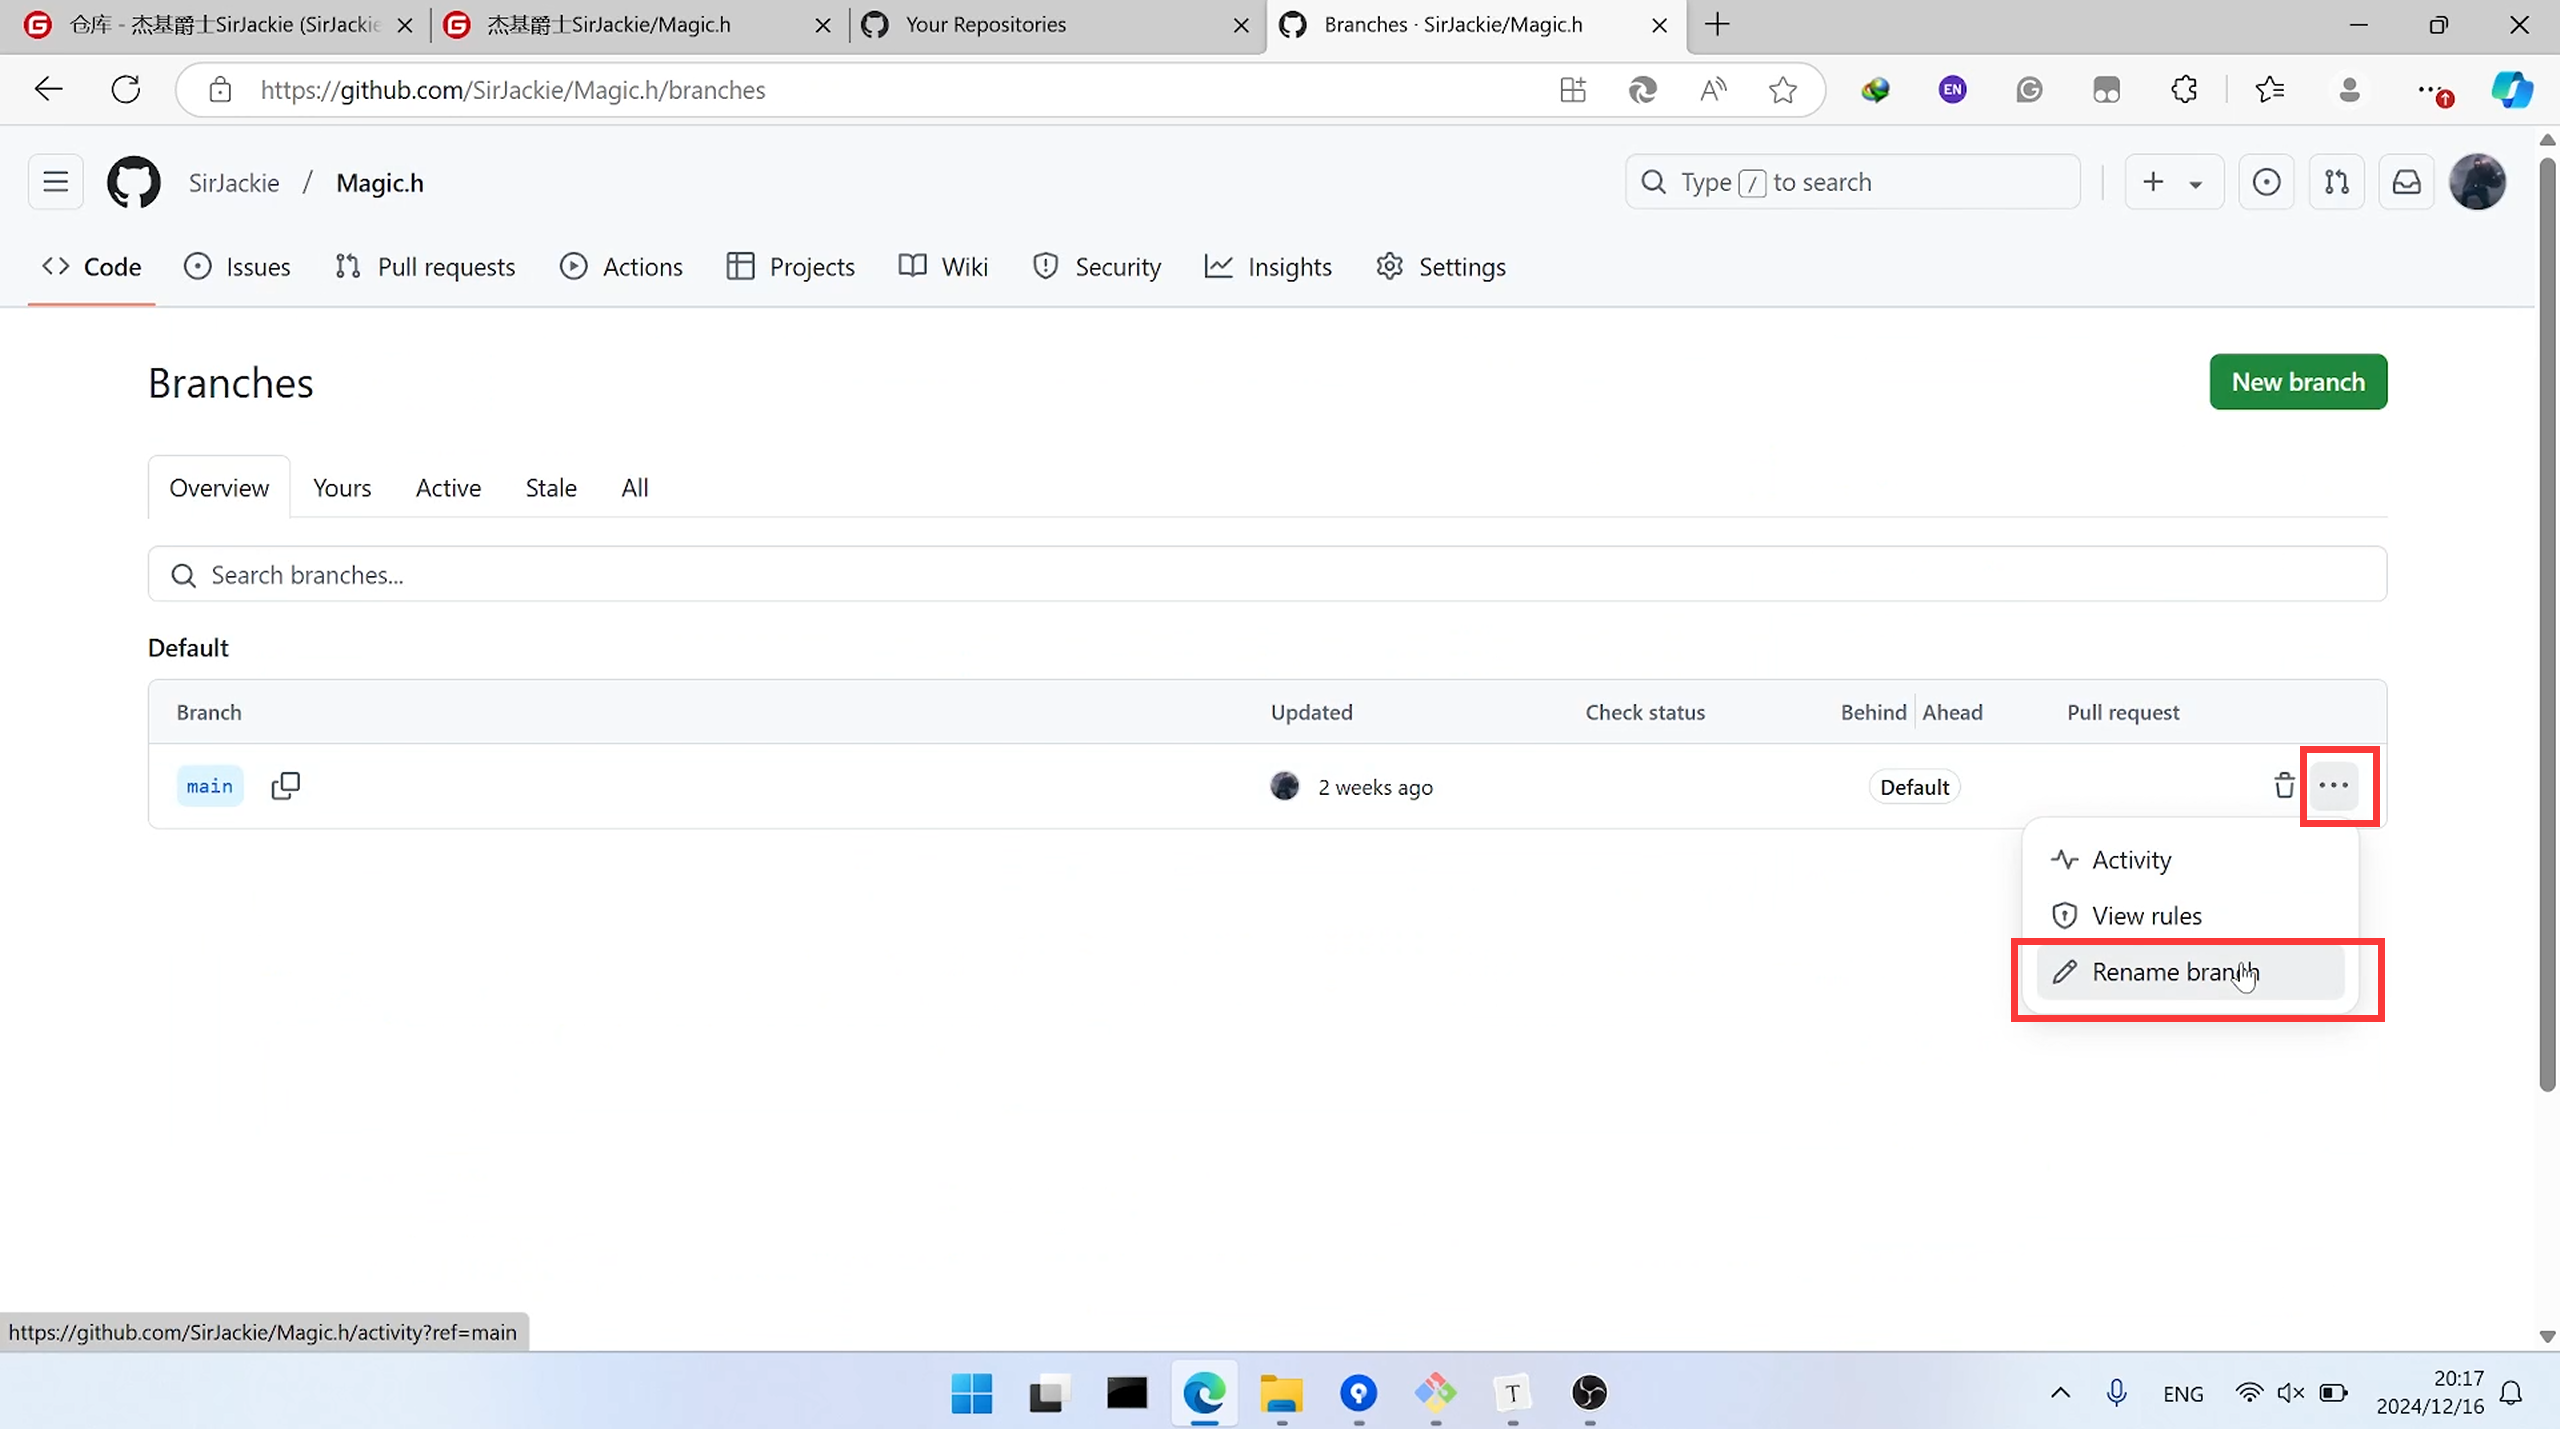 仓库 - 杰基爵士SirJackie (SirJackie
杰基爵士SirJackie/Magic.h
Your Repositories
Branches · SirJackie/Magic.h
https://github.com/SirJackie/Magic.h/branches
EN
SirJackie / Magic.h
Type / to search
Code
Issues
Pull requests
Actions
Projects
Wiki
Security
Insights
Settings
Branches
New branch
Overview
Yours
Active
Stale
All
Search branches...
Default
Branch
Updated
Check status
Behind
Ahead
Pull request
main
2 weeks ago
Default
Activity
View rules
Rename branch
https://github.com/SirJackie/Magic.h/activity?ref=main
T
ENG
20:17
2024/12/16